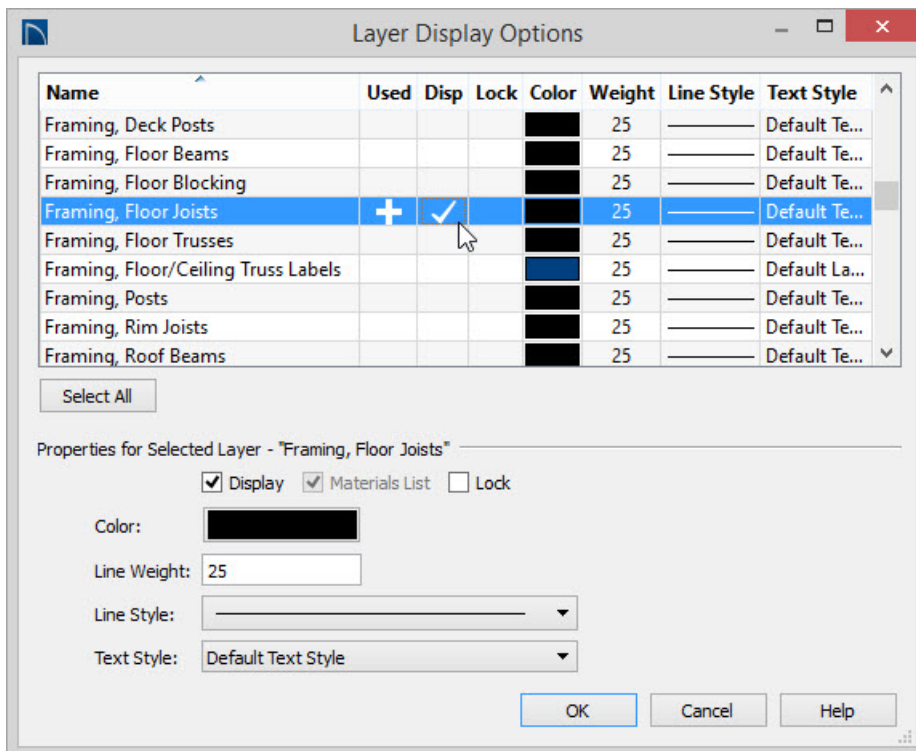 Layer Display Options
Name Used Disp Lock Color Weight Line Style Text Style
Framing, Deck Posts 25 Default Te...
Framing, Floor Beams 25 Default Te...
Framing, Floor Blocking 25 Default Te...
Framing, Floor Joists 25 Default Te...
Framing, Floor Trusses 25 Default Te...
Framing, Floor/Ceiling Truss Labels 25 Default La...
Framing, Posts 25 Default Te...
Framing, Rim Joists 25 Default Te...
Framing, Roof Beams 25 Default Te...
Select All
Properties for Selected Layer - "Framing, Floor Joists"
Display Materials List Lock
Color:
Line Weight: 25
Line Style:
Text Style: Default Text Style
OK Cancel Help